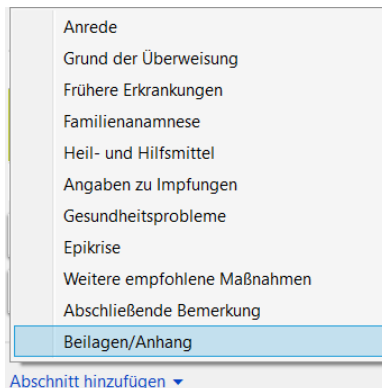 Anrede
Grund der Überweisung
Frühere Erkrankungen
Familienanamnese
Heil- und Hilfsmittel
Angaben zu Impfungen
Gesundheitsprobleme
Epikrise
Weitere empfohlene Maßnahmen
Abschließende Bemerkung
Beilagen/Anhang
Abschnitt hinzufügen